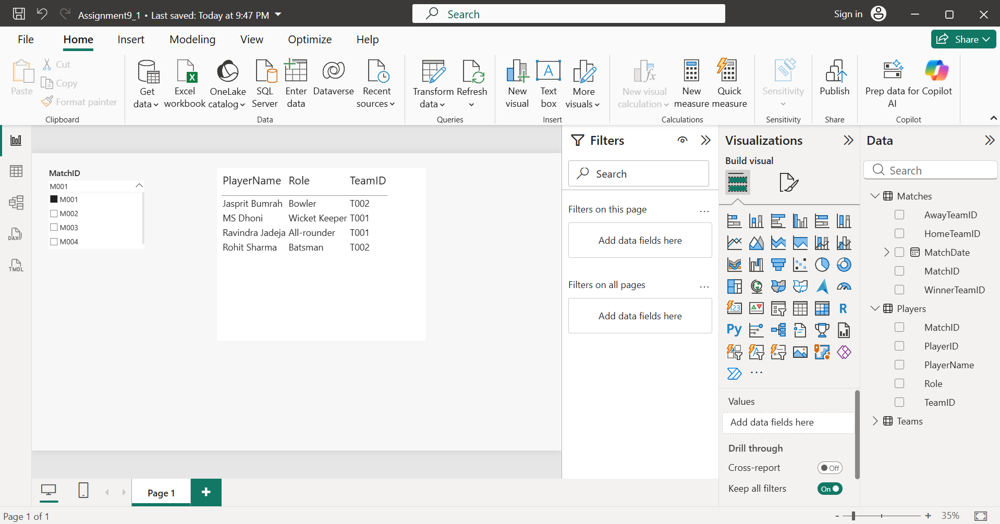 Assignment9_1 • Last saved: Today at 9:47 PM
Search
Sign in
File
Home
Insert
Modeling
View
Optimize
Help
Share
Paste
Cut
Copy
Format painter
Clipboard
Get data
Excel workbook
OneLake catalog
SQL Server
Enter data
Dataverse
Recent sources
Data
Transform data
Refresh
Queries
New visual
Text box
More visuals
Insert
New visual calculation
New measure
Quick measure
Calculations
Sensitivity
Sensitivity
Publish
Share
Prep data for AI
Copilot
Copilot
DAX
TMDL
MatchID
M001
M001
M002
M003
M004
PlayerName Role TeamID
Jasprit Bumrah Bowler T002
MS Dhoni Wicket Keeper T001
Ravindra Jadeja All-rounder T001
Rohit Sharma Batsman T002
Filters
Search
Filters on this page ...
Add data fields here
Filters on all pages ...
Add data fields here
Visualizations
Build visual
123
R
Py
...
Values
Add data fields here
Drill through
Cross-report Off
Keep all filters On
Data
Search
Matches
AwayTeamID
HomeTeamID
MatchDate
MatchID
WinnerTeamID
Players
MatchID
PlayerID
PlayerName
Role
TeamID
Teams
Page 1
+
Page 1 of 1
- + 35%